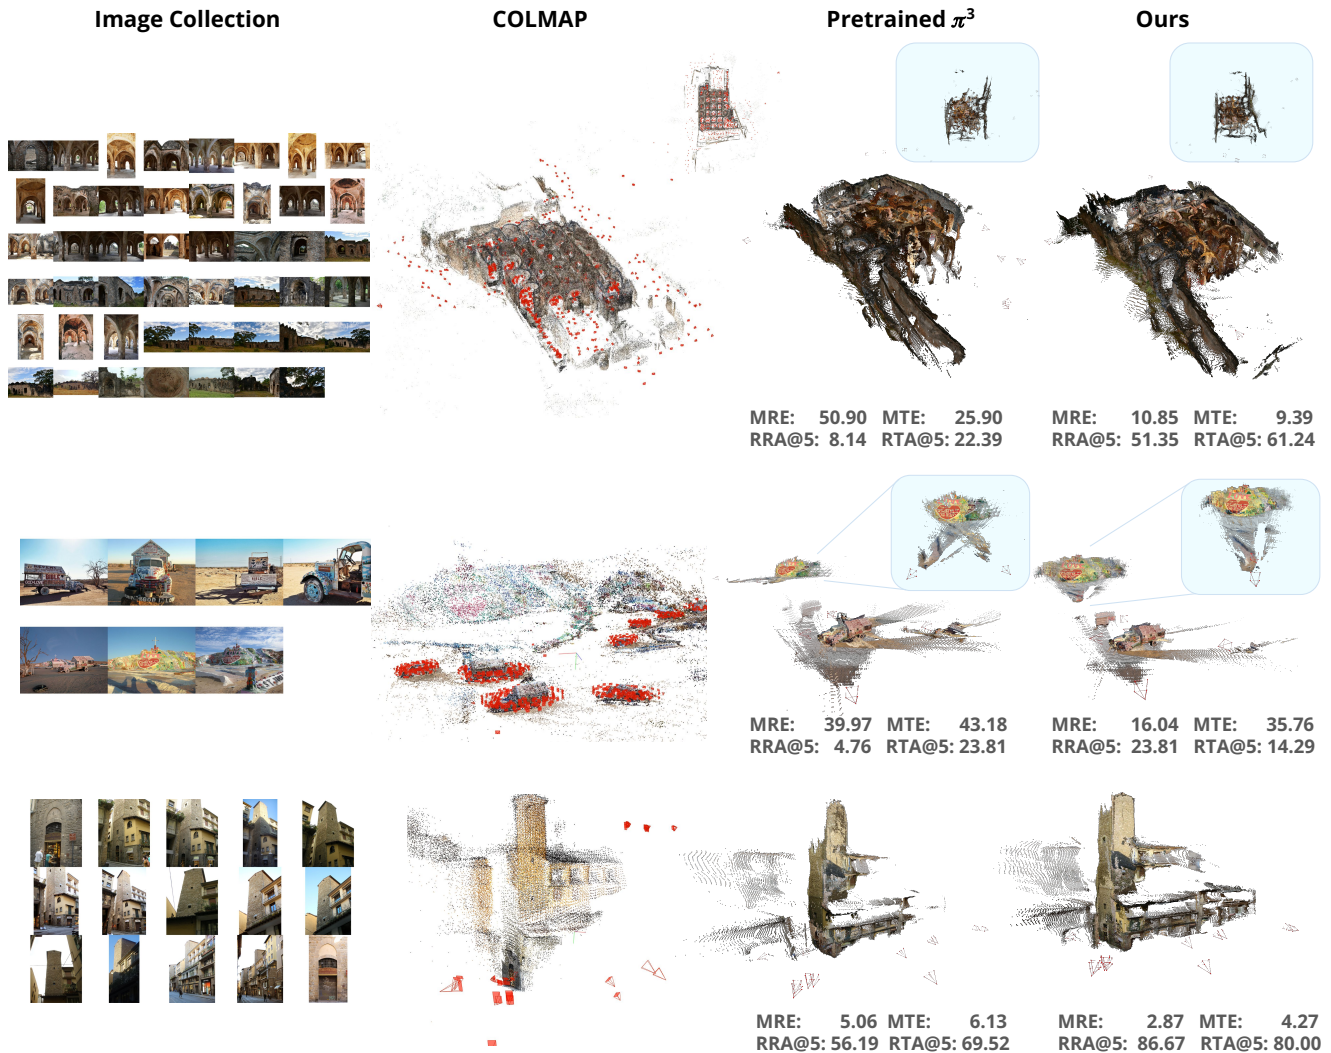 Image Collection COLMAP Pretrained π³ Ours
MRE: 50.90 MTE: 25.90 MRE: 10.85 MTE: 9.39
RRA@5: 8.14 RTA@5: 22.39 RRA@5: 51.35 RTA@5: 61.24
MRE: 39.97 MTE: 43.18 MRE: 16.04 MTE: 35.76
RRA@5: 4.76 RTA@5: 23.81 RRA@5: 23.81 RTA@5: 14.29
MRE: 5.06 MTE: 6.13 MRE: 2.87 MTE: 4.27
RRA@5: 56.19 RTA@5: 69.52 RRA@5: 86.67 RTA@5: 80.00